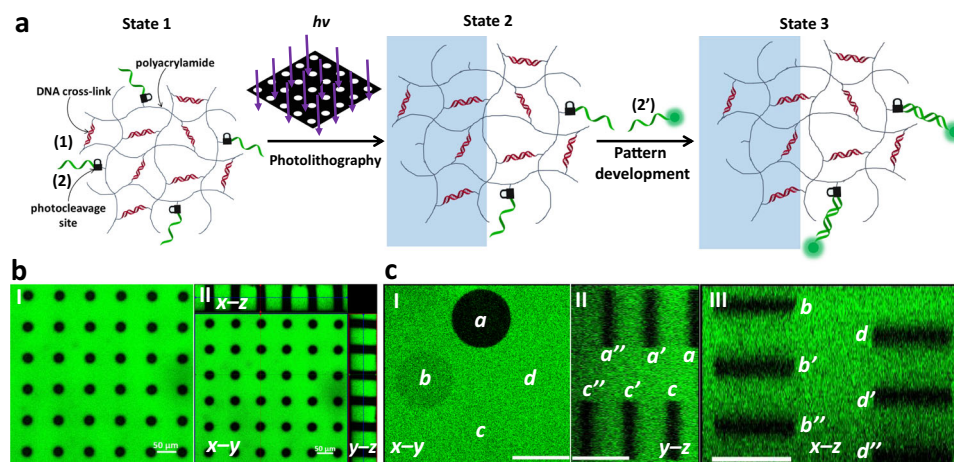 a
State 1
hv
State 2
State 3
polyacrylamide
DNA cross-link
(1)
(2)
photocleavage
site
Photolithography
(2’)
Pattern
development
b
I
50 µm
II
x–z
x–y
50 µm
y–z
c
I
a
b
d
c
x–y
II
a’’ a’ a
c’’ c’ c
y–z
III
b
d
b’
d’
b’’
x–z
d’’